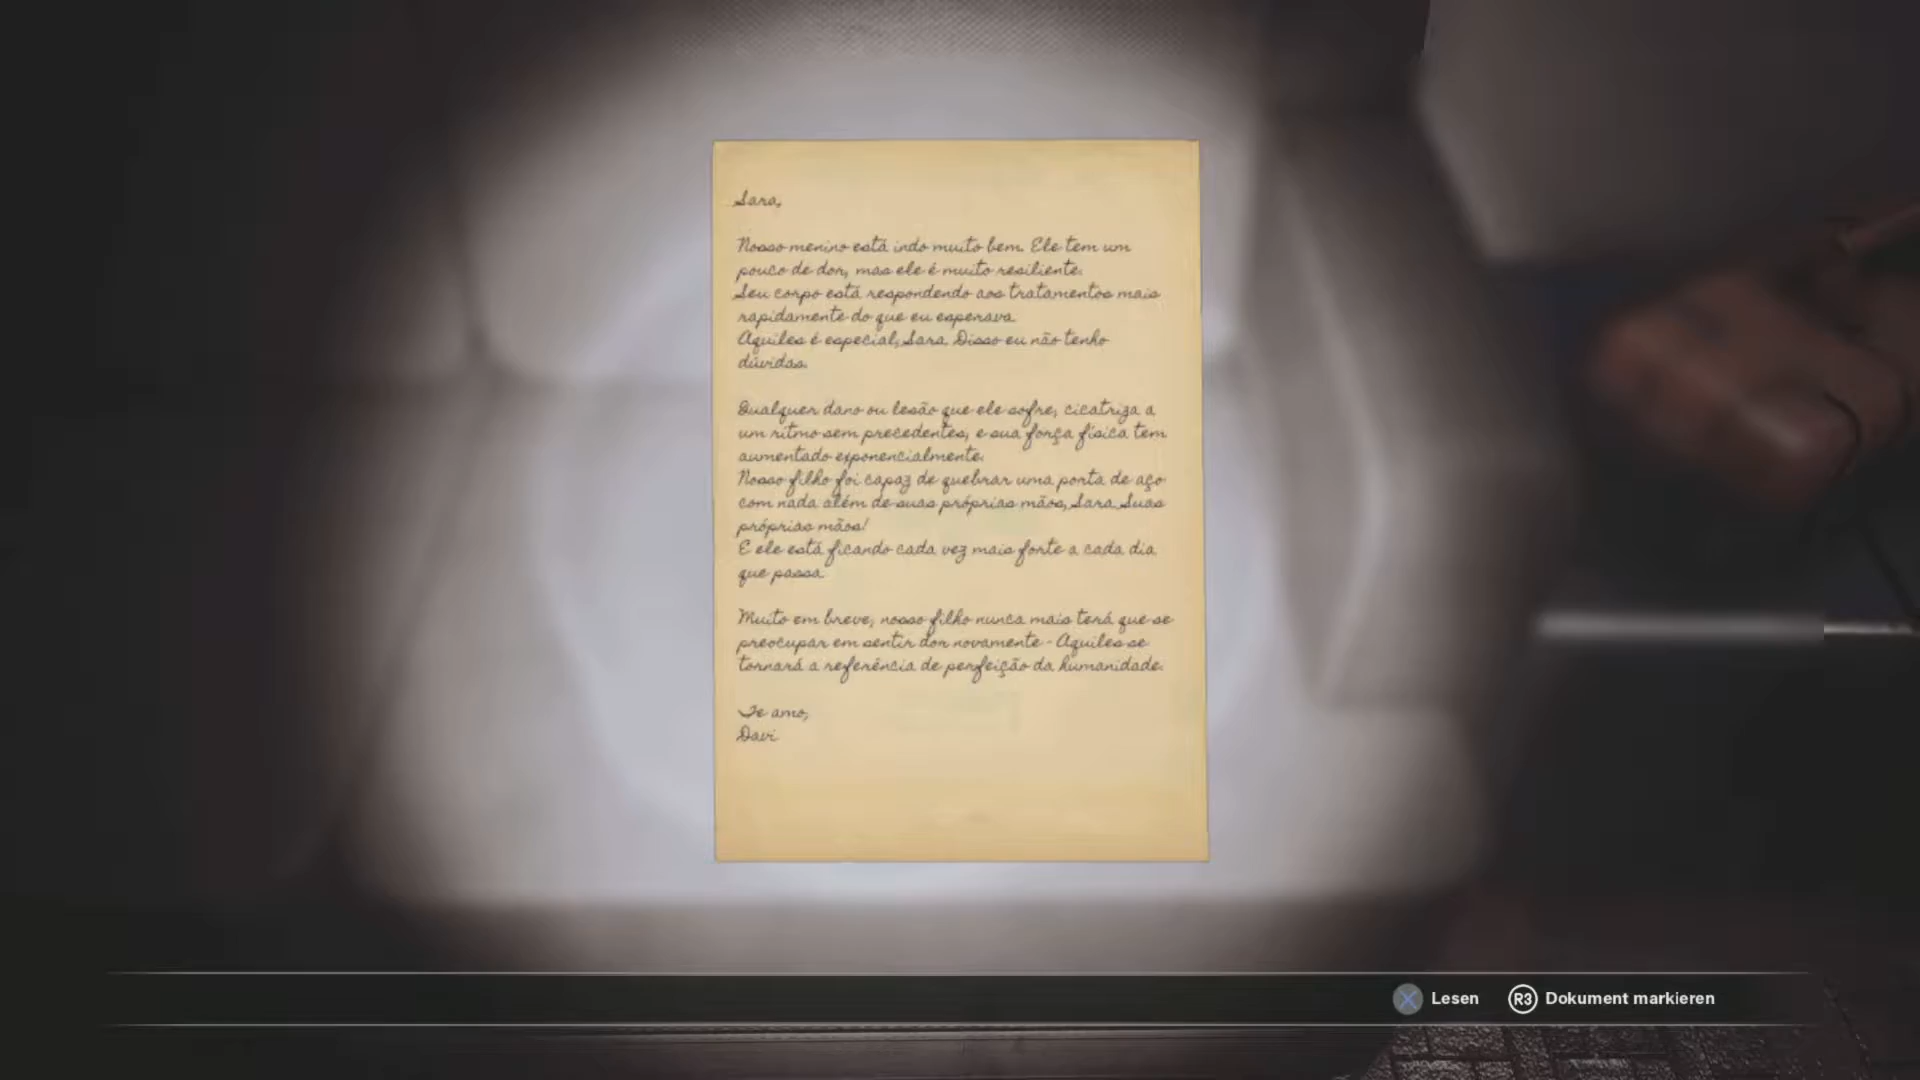 Sara,
Nosso menino está indo muito bem. Ele tem um
pouco de dor, mas ele é muito resiliente.
Seu corpo está respondendo aos tratamentos mais
rapidamente do que eu esperava.
Aquiles é especial, Sara. Disso eu não tenho
dúvidas.
Qualquer dano ou lesão que ele sofre, cicatriza a
um ritmo sem precedentes, e sua força física tem
aumentado exponencialmente.
Nosso filho foi capaz de quebrar uma porta de aço
com nada além de suas próprias mãos, Sara. Suas
próprias mãos!
E ele está ficando cada vez mais forte a cada dia
que passa.
Muito em breve, nosso filho nunca mais terá que se
preocupar em sentir dor novamente - Aquiles se
tornará a referência de perfeição da humanidade.
Te amo,
Davi
Lesen R3 Dokument markieren